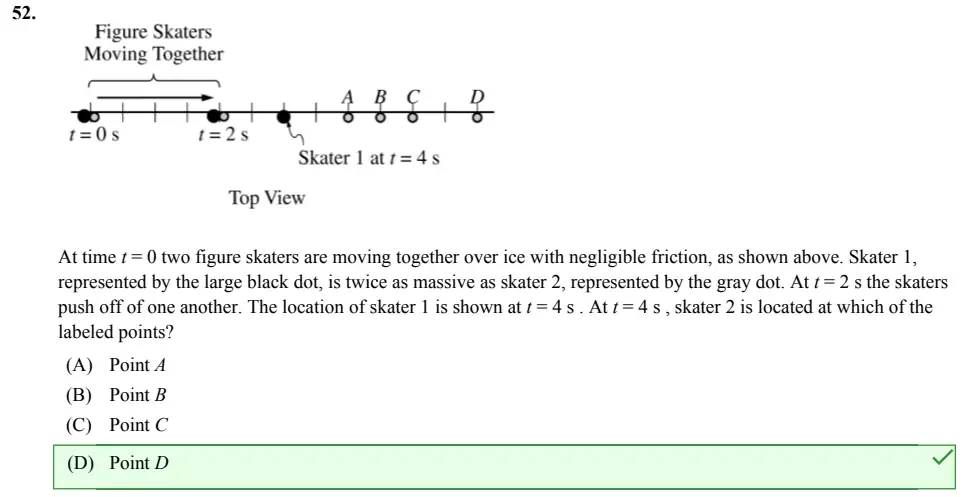 52.
Figure Skaters
Moving Together
A B C D
t = 0 s t = 2 s
Skater 1 at t = 4 s
Top View
At time t = 0 two figure skaters are moving together over ice with negligible friction, as shown above. Skater 1,
represented by the large black dot, is twice as massive as skater 2, represented by the gray dot. At t = 2 s the skaters
push off of one another. The location of skater 1 is shown at t = 4 s . At t = 4 s , skater 2 is located at which of the
labeled points?
(A) Point A
(B) Point B
(C) Point C
(D) Point D